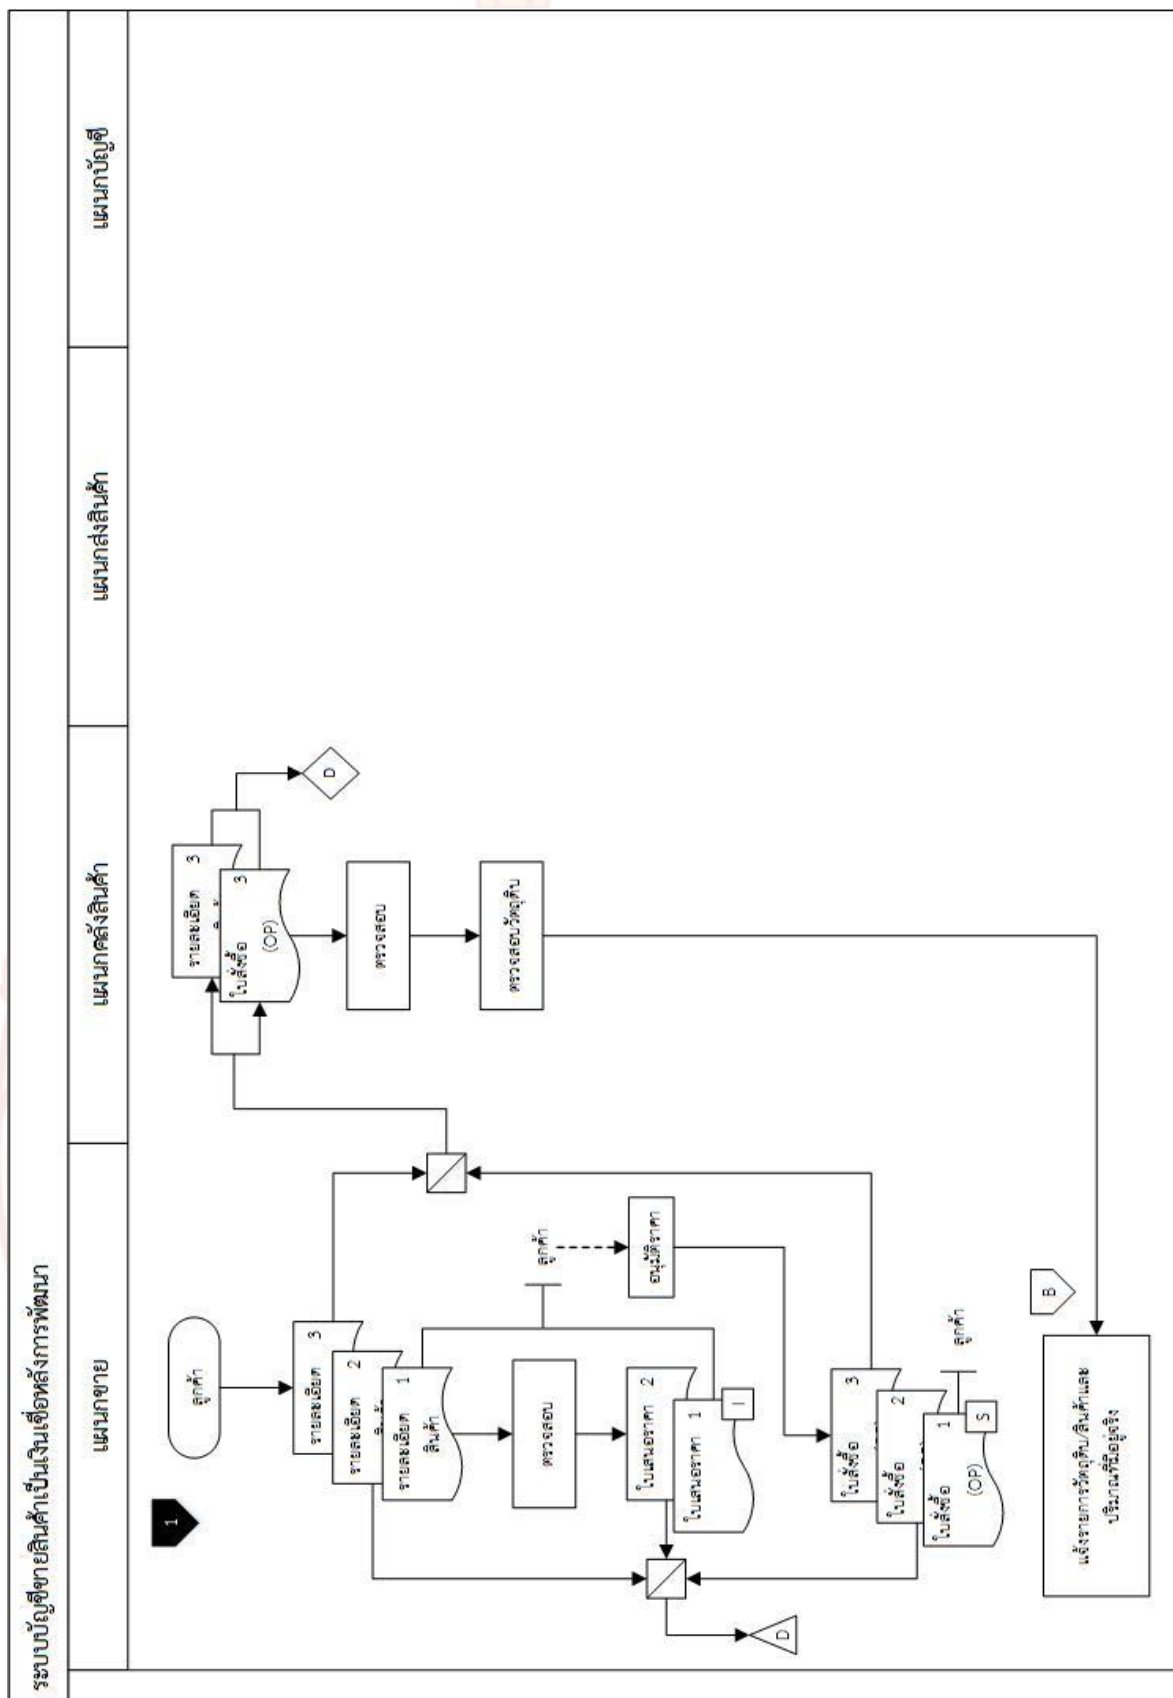 ระบบบัญชีขายสินค้าเป็นเงินเชื่อหลังการพัฒนา
แผนกขาย
แผนกคลังสินค้า
แผนกส่งสินค้า
แผนกบัญชี
1
ลูกค้า
รายละเอียด 3
รายละเอียด 2
รายละเอียด 1
สินค้า
ตรวจสอบ
ใบเสนอราคา 2
ใบเสนอราคา 1
I
ลูกค้า
อนุมัติราคา
D
ใบสั่งซื้อ 3
ใบสั่งซื้อ 2
ใบสั่งซื้อ 1
(OP)
S
ลูกค้า
B
แจ้งรายการวัตถุดิบ/สินค้าและ
ปริมาณที่มีอยู่จริง
รายละเอียด 3
ใบสั่งซื้อ 3
(OP)
D
ตรวจสอบ
ตรวจสอบวัตถุดิบ